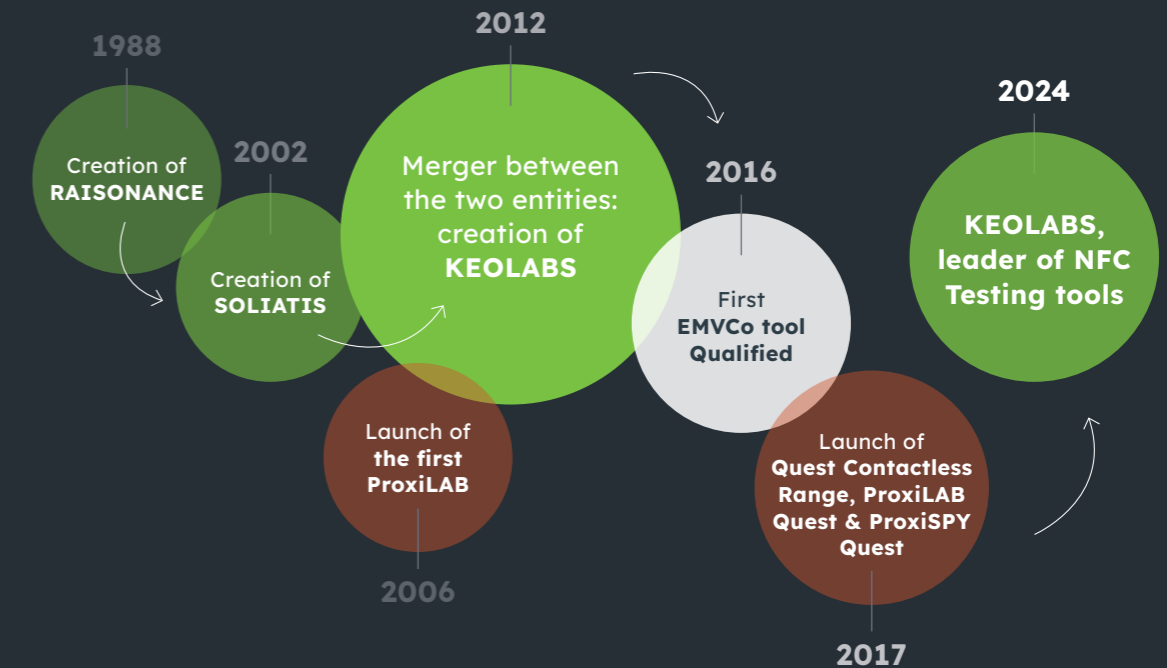 1988
Creation of
RAISONANCE
2002
Creation of
SOLIATIS
2006
Launch of
the first
ProxiLAB
2012
Merger between
the two entities:
creation of
KEOLABS
2016
First
EMVCo tool
Qualified
2017
Launch of
Quest Contactless
Range, ProxiLAB
Quest & ProxiSPY
Quest
2024
KEOLABS,
leader of NFC
Testing tools